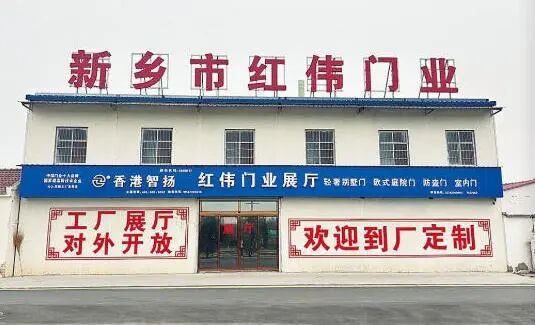 新乡市红伟门业
香港智扬
红伟门业展厅
轻奢别墅门 欧式庭院门 防盗门 室内门
工厂展厅
对外开放
欢迎到厂定制